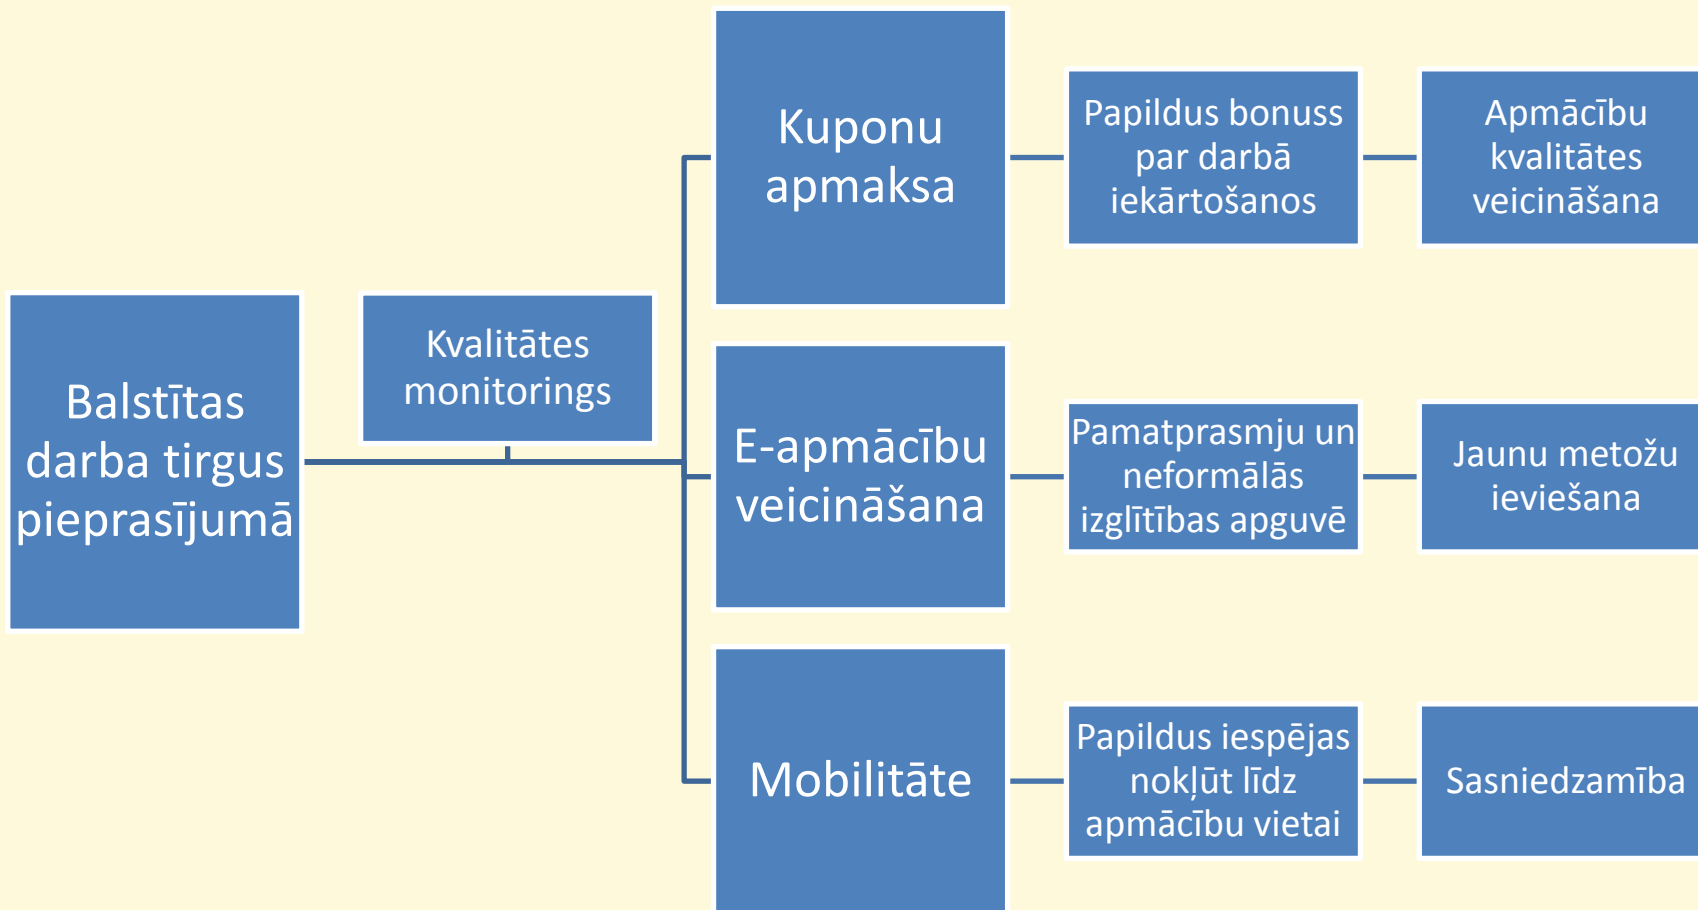 Balstītas
darba tirgus
pieprasījumā
Kvalitātes
monitorings
Kuponu
apmaksa
Papildus bonuss
par darbā
iekārtošanos
Apmācību
kvalitātes
veicināšana
E-apmācību
veicināšana
Pamatprasmju un
neformālās
izglītības apguvē
Jaunu metožu
ieviešana
Mobilitāte
Papildus iespējas
nokļūt līdz
apmācību vietai
Sasniedzamība